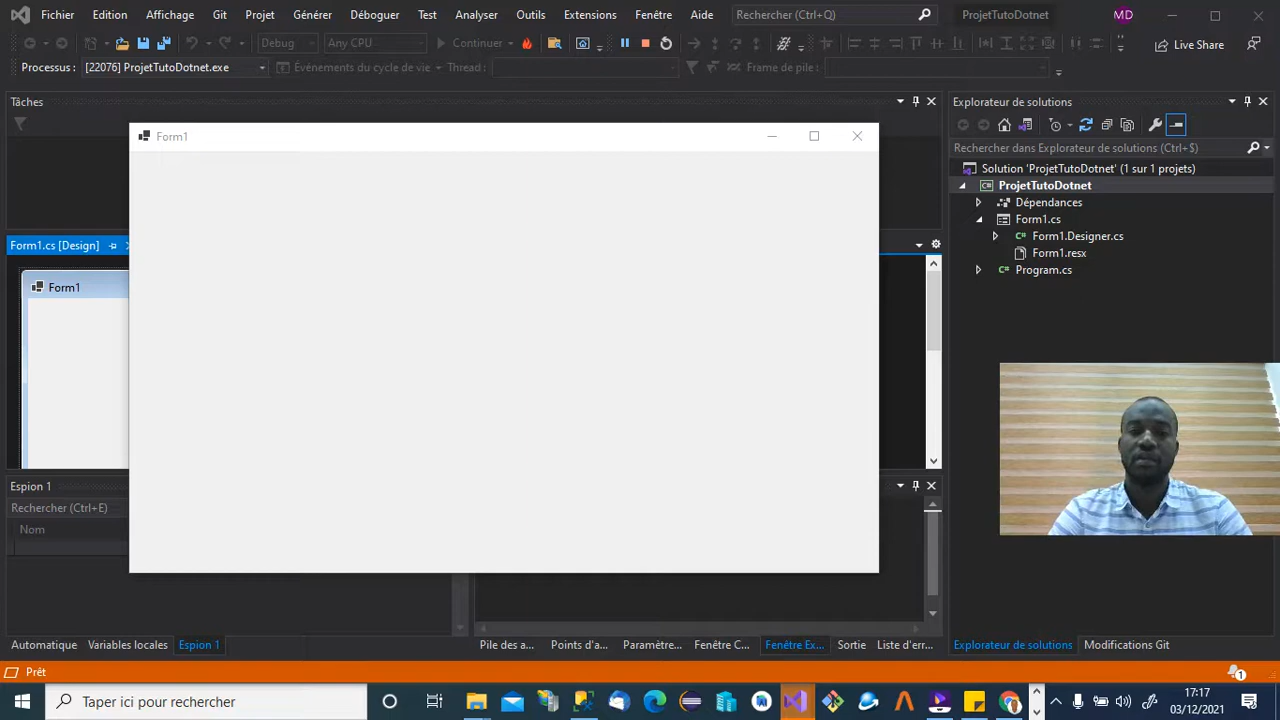 Fichier Edition Affichage Git Projet Générer Déboguer Test Analyser Outils Extensions Fenêtre Aide Rechercher (Ctrl+Q) ProjetTutoDotnet MD
Debug Any CPU Continuer Live Share
Processus : [22076] ProjetTutoDotnet.exe Événements du cycle de vie Thread : Frame de pile :
Tâches
Explorateur de solutions
Form1
Rechercher dans Explorateur de solutions (Ctrl+$)
Solution 'ProjetTutoDotnet' (1 sur 1 projets)
C# ProjetTutoDotnet
Dépendances
Form1.cs
C# Form1.Designer.cs
Form1.resx
C# Program.cs
Form1.cs [Design]
Form1
Espion 1
Rechercher (Ctrl+E)
Nom
Automatique Variables locales Espion 1 Pile des a... Points d'a... Paramètre... Fenêtre C... Fenêtre Ex... Sortie Liste d'err... Explorateur de solutions Modifications Git
Prêt 1
Taper ici pour rechercher
17:17
03/12/2021